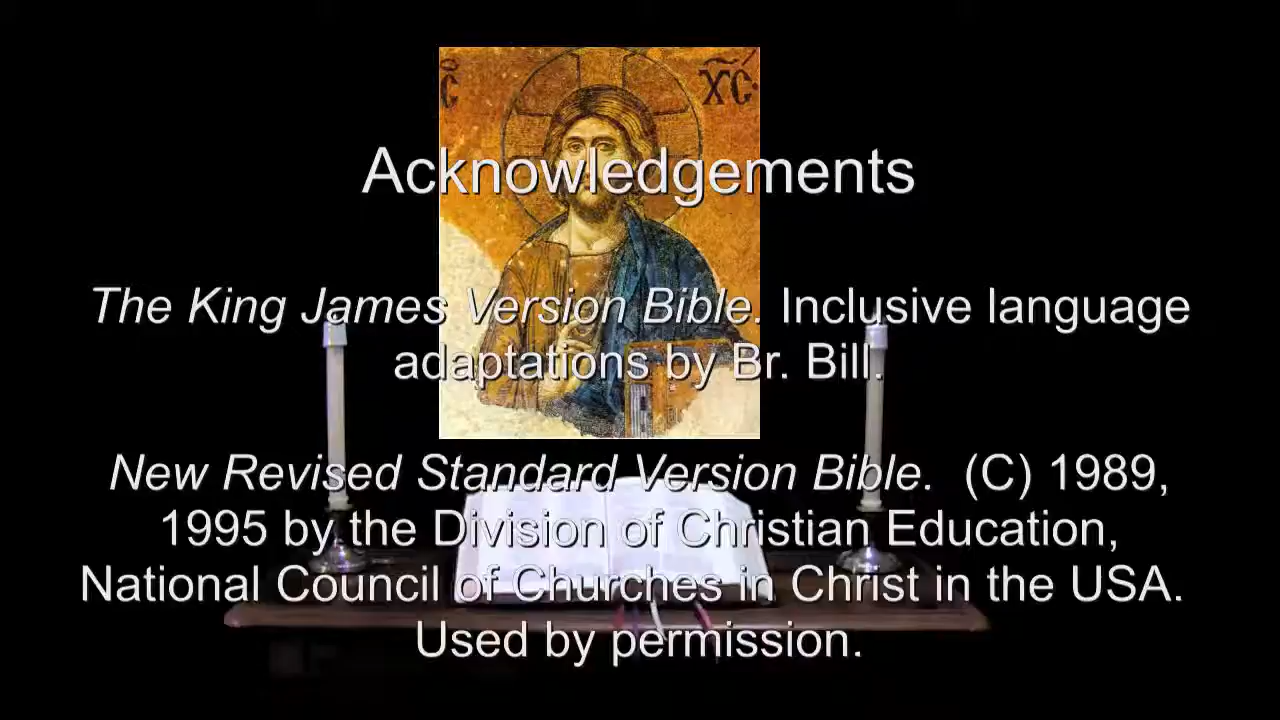 C
XC
Acknowledgements
The King James Version Bible. Inclusive language
adaptations by Br. Bill.
New Revised Standard Version Bible.  (C) 1989,
1995 by the Division of Christian Education,
National Council of Churches in Christ in the USA.
Used by permission.